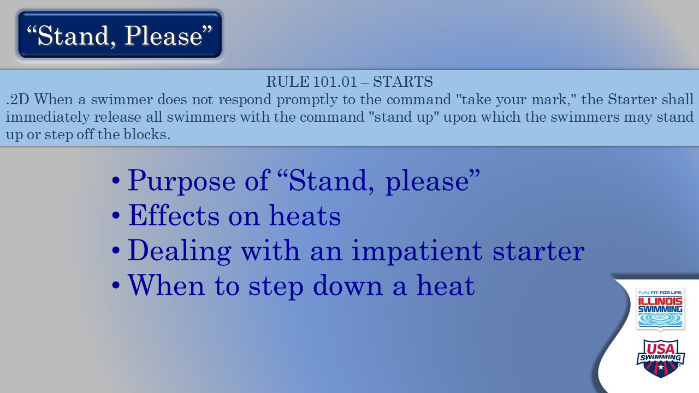 “Stand, Please”
RULE 101.01 – STARTS
.2D When a swimmer does not respond promptly to the command "take your mark," the Starter shall
immediately release all swimmers with the command "stand up" upon which the swimmers may stand
up or step off the blocks.
• Purpose of “Stand, please”
• Effects on heats
• Dealing with an impatient starter
• When to step down a heat
FUN. FIT. FOR LIFE.
ILLINOIS
SWIMMING
USA
SWIMMING